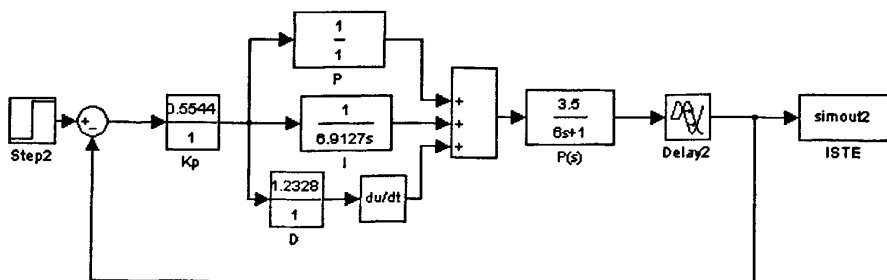 1
1
P
0.5544
1
Kp
1
6.9127s
I
1.2328
1
D
du/dt
+
-
+
+
+
3.5
6s+1
P(s)
Step2
Delay2
simout2
ISTE